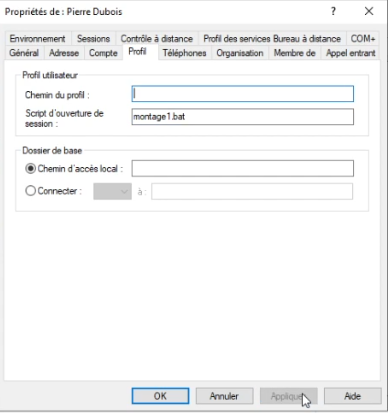 Propriétés de : Pierre Dubois ? ×
Environnement Sessions Contrôle à distance Profil des services Bureau à distance COM+
Général Adresse Compte Profil Téléphones Organisation Membre de Appel entrant
Profil utilisateur
Chemin du profil :
Script d'ouverture de
session :
montage1.bat
Dossier de base
Chemin d'accès local :
Connecter : à :
OK Annuler Appliquer Aide